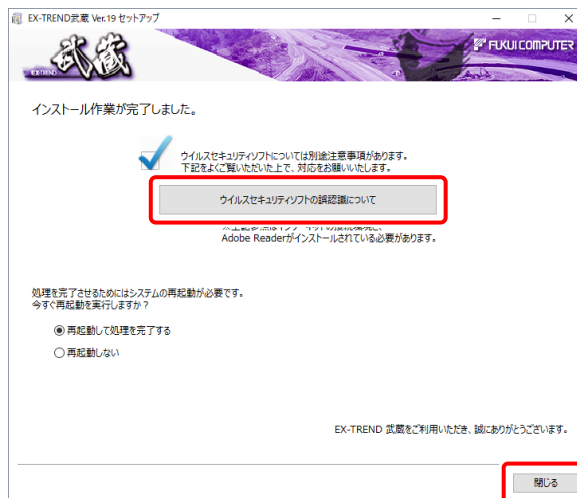 EX-TREND武蔵 Ver.19 セットアップ
武蔵
EX-TREND
FUKUI COMPUTER
インストール作業が完了しました。
ウイルスセキュリティソフトについては別途注意事項があります。
下記をよくご覧いただいた上で、対応をお願いいたします。
ウイルスセキュリティソフトの誤認識について
Adobe Readerがインストールされている必要があります。
処理を完了させるためにはシステムの再起動が必要です。
今すぐ再起動を実行しますか？
再起動して処理を完了する
再起動しない
EX-TREND 武蔵をご利用いただき、誠にありがとうございます。
閉じる